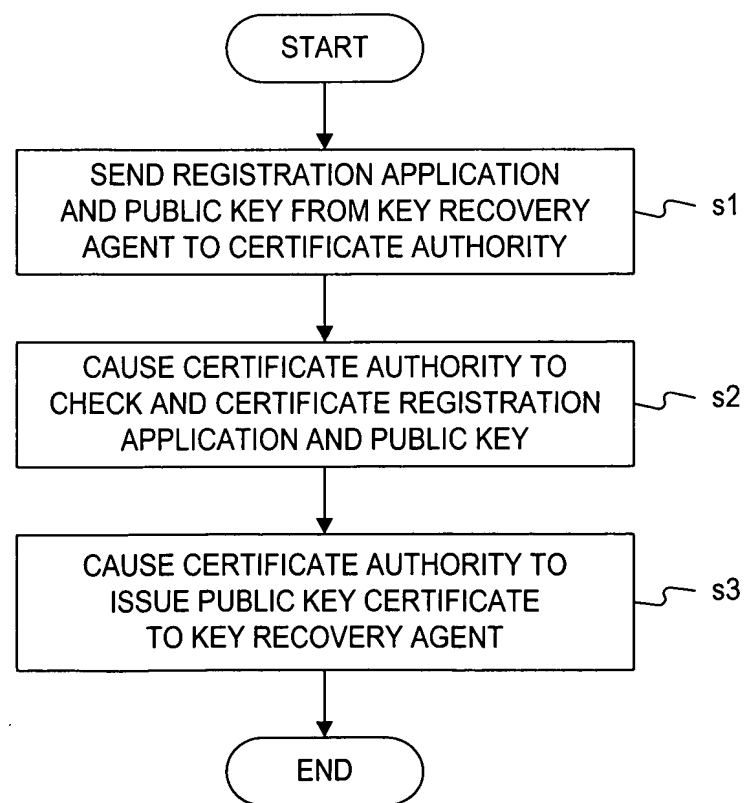 START
SEND REGISTRATION APPLICATION
AND PUBLIC KEY FROM KEY RECOVERY
AGENT TO CERTIFICATE AUTHORITY
s1
CAUSE CERTIFICATE AUTHORITY TO
CHECK AND CERTIFICATE REGISTRATION
APPLICATION AND PUBLIC KEY
s2
CAUSE CERTIFICATE AUTHORITY TO
ISSUE PUBLIC KEY CERTIFICATE
TO KEY RECOVERY AGENT
s3
END